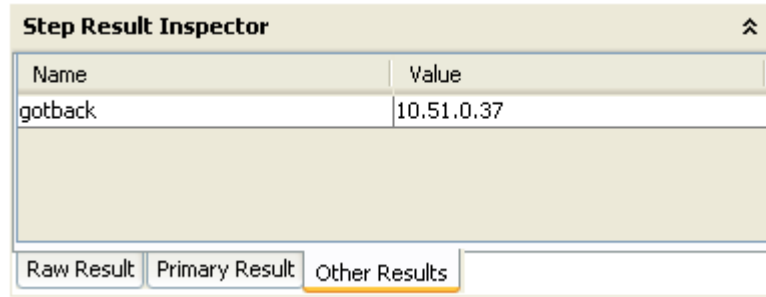 Step Result Inspector
Name Value
gotback 10.51.0.37
Raw Result Primary Result Other Results